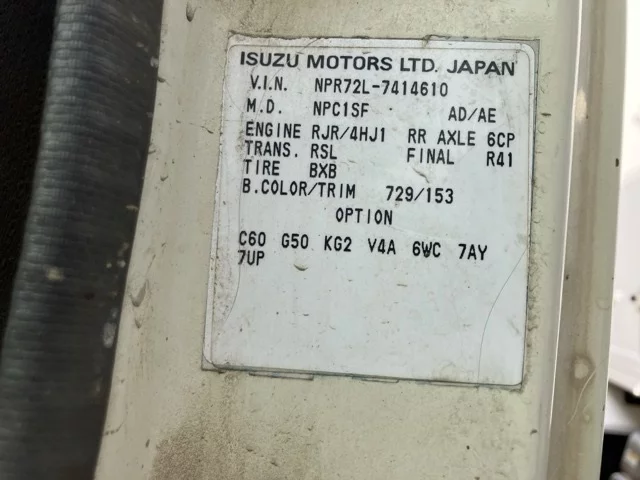 ISUZU MOTORS LTD. JAPAN
V.I.N. NPR72L-7414610
M.D. NPC1SF AD/AE
ENGINE RJR/4HJ1 RR AXLE 6CP
TRANS. RSL FINAL R41
TIRE BXB
B.COLOR/TRIM 729/153
OPTION
C60 G50 KG2 V4A 6WC 7AY
7UP